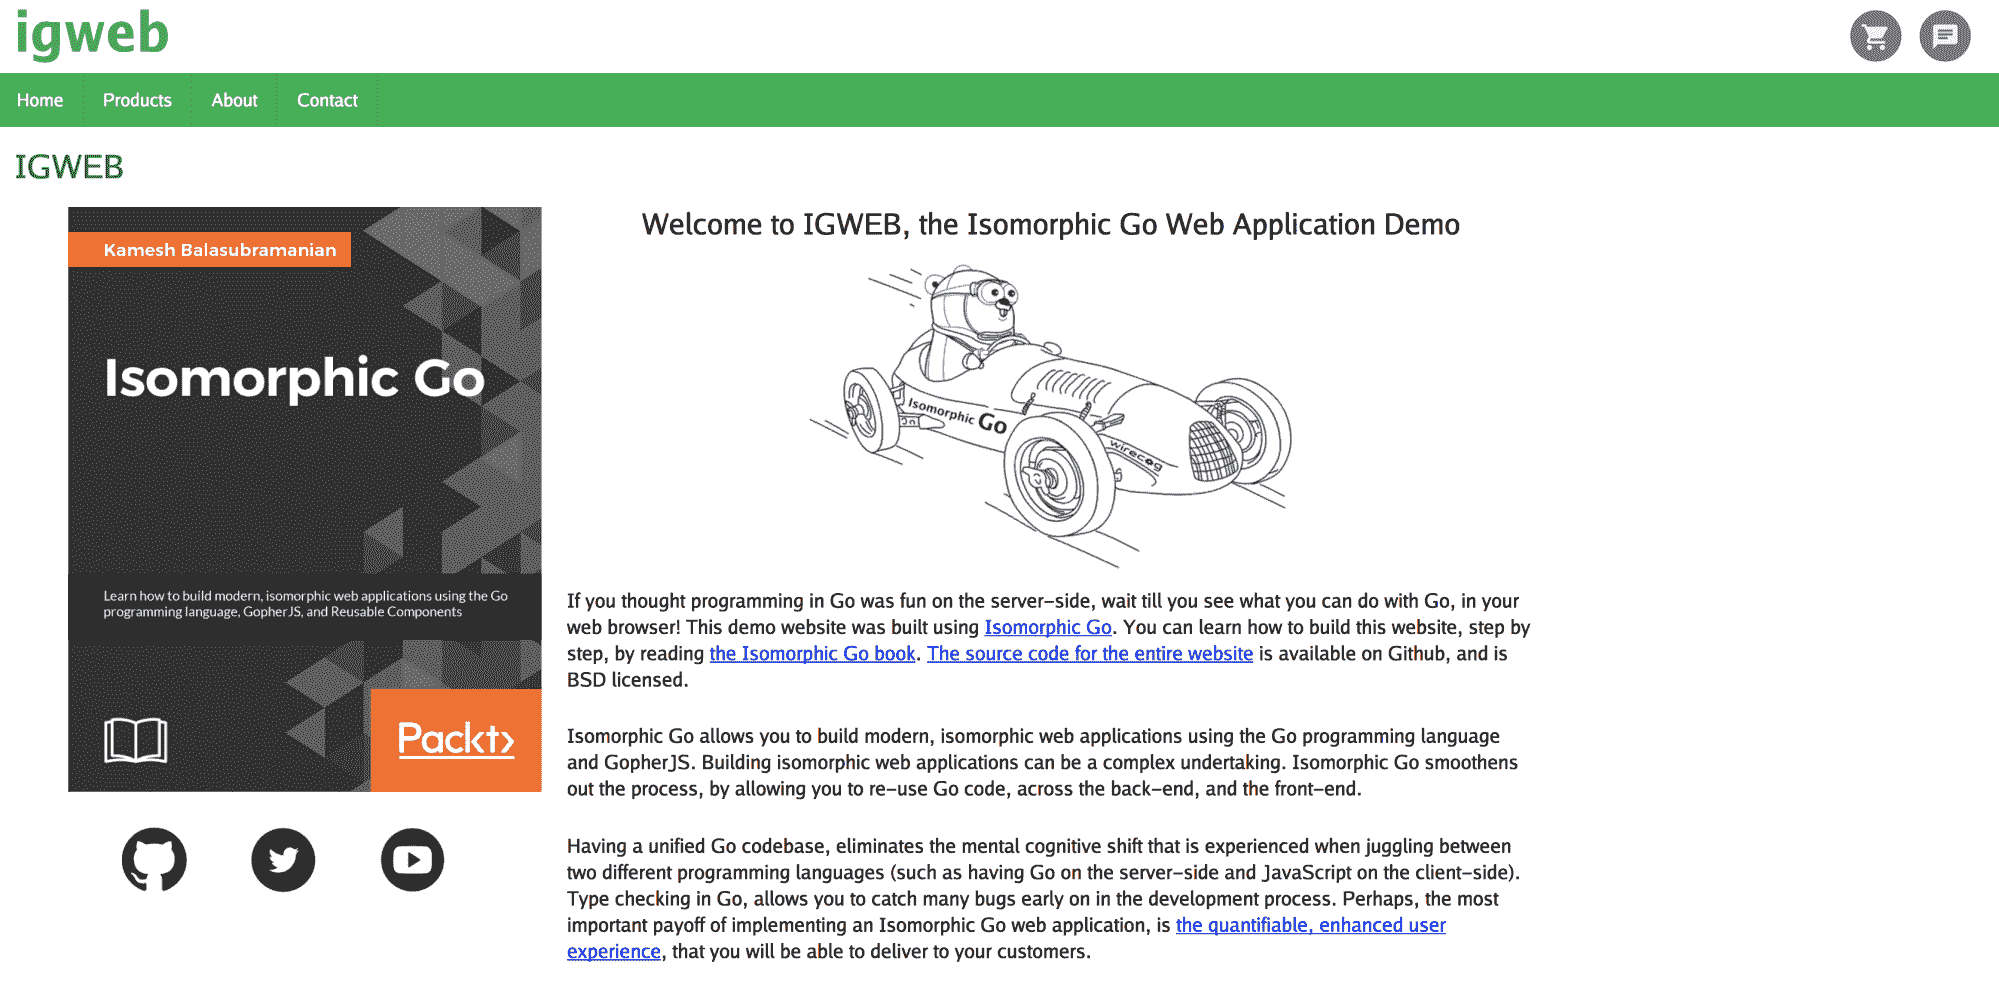 igweb
Home Products About Contact
IGWEB
Kamesh Balasubramanian
Isomorphic Go
Learn how to build modern, isomorphic web applications using the Go
programming language, GopherJS, and Reusable Components
Packt>
Welcome to IGWEB, the Isomorphic Go Web Application Demo
Isomorphic Go
wirecog
If you thought programming in Go was fun on the server-side, wait till you see what you can do with Go, in your
web browser! This demo website was built using Isomorphic Go. You can learn how to build this website, step by
step, by reading the Isomorphic Go book. The source code for the entire website is available on Github, and is
BSD licensed.
Isomorphic Go allows you to build modern, isomorphic web applications using the Go programming language
and GopherJS. Building isomorphic web applications can be a complex undertaking. Isomorphic Go smoothens
out the process, by allowing you to re-use Go code, across the back-end, and the front-end.
Having a unified Go codebase, eliminates the mental cognitive shift that is experienced when juggling between
two different programming languages (such as having Go on the server-side and JavaScript on the client-side).
Type checking in Go, allows you to catch many bugs early on in the development process. Perhaps, the most
important payoff of implementing an Isomorphic Go web application, is the quantifiable, enhanced user
experience, that you will be able to deliver to your customers.